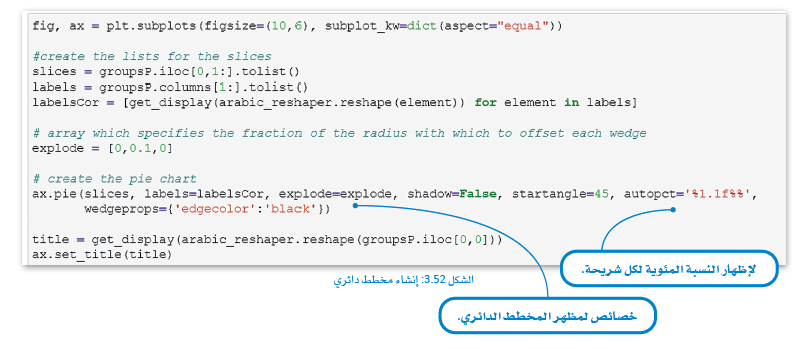 fig, ax = plt.subplots(figsize=(10,6), subplot_kw=dict(aspect="equal"))
#create the lists for the slices
slices = groupsP.iloc[0,1:].tolist()
labels = groupsP.columns[1:].tolist()
labelsCor = [get_display(arabic_reshaper.reshape(element)) for element in labels]
# array which specifies the fraction of the radius with which to offset each wedge
explode = [0,0.1,0]
# create the pie chart
ax.pie(slices, labels=labelsCor, explode=explode, shadow=False, startangle=45, autopct='%1.1f%%',
wedgeprops={'edgecolor':'black'})
title = get_display(arabic_reshaper.reshape(groupsP.iloc[0,0]))
ax.set_title(title)
لإظهار النسبة المئوية لكل شريحة.
الشكل 3.52: إنشاء مخطط دائري
خصائص لمظهر المخطط الدائري.